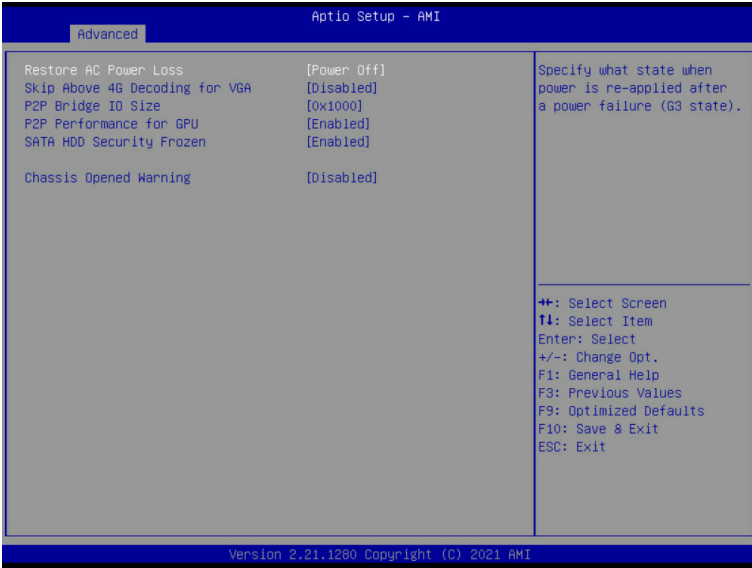 Aptio Setup – AMI
Advanced
Restore AC Power Loss [Power Off]
Skip Above 4G Decoding for VGA [Disabled]
P2P Bridge IO Size [0x1000]
P2P Performance for GPU [Enabled]
SATA HDD Security Frozen [Enabled]
Chassis Opened Warning [Disabled]
Specify what state when
power is re-applied after
a power failure (G3 state).
→←: Select Screen
↑↓: Select Item
Enter: Select
+/-: Change Opt.
F1: General Help
F3: Previous Values
F9: Optimized Defaults
F10: Save & Exit
ESC: Exit
Version 2.21.1280 Copyright (C) 2021 AMI